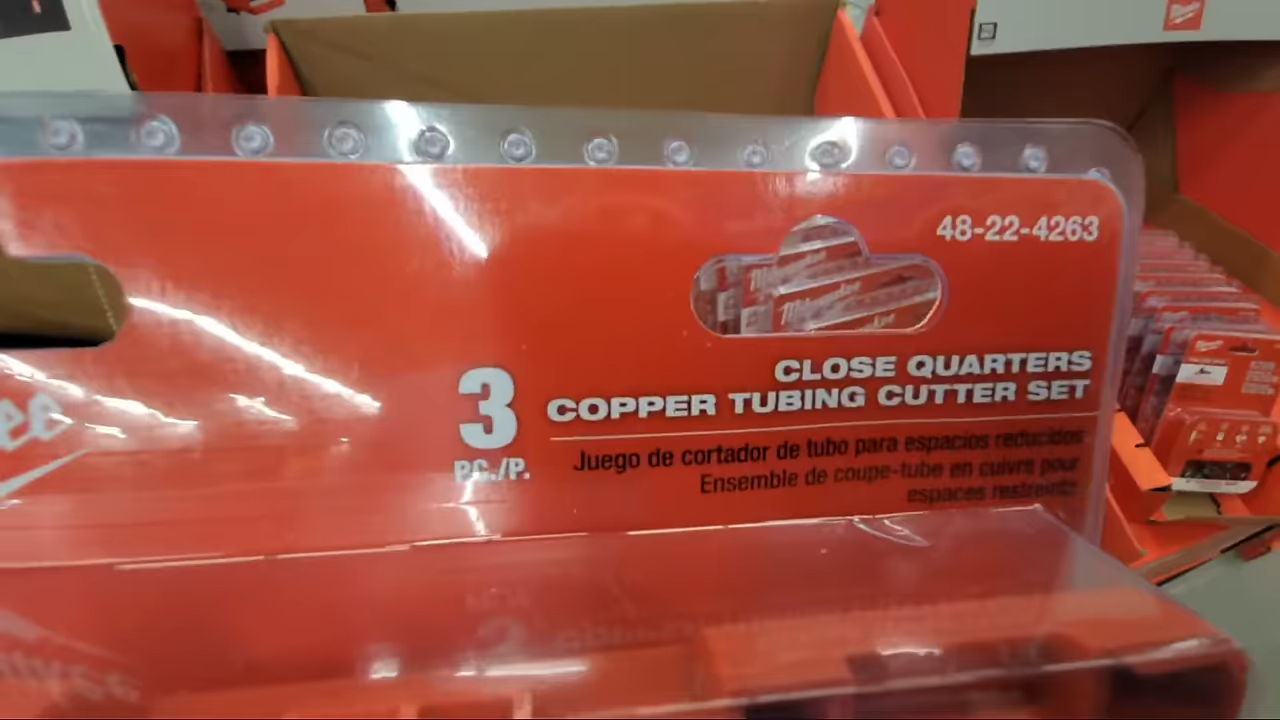 48-22-4263
Milwaukee
CLOSE QUARTERS
3 COPPER TUBING CUTTER SET
PC./P.
Juego de cortador de tubo para espacios reducidos
Ensemble de coupe-tube en cuivre pour
espaces restreints